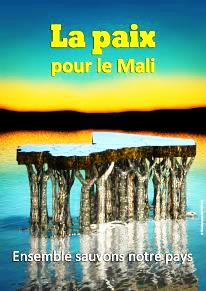 La paix
pour le Mali
Ensemble sauvons notre pays